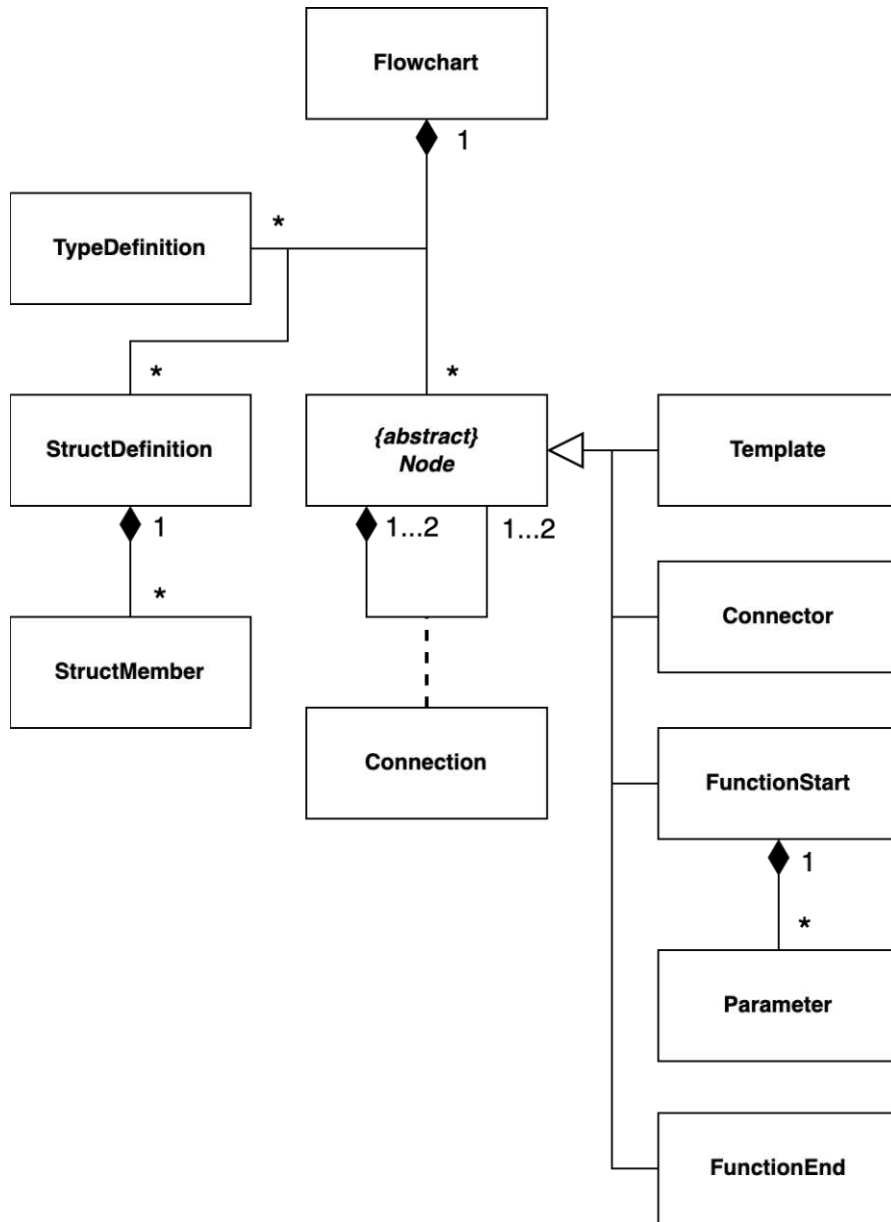 Flowchart
1
*
TypeDefinition
*
*
StructDefinition
{abstract}
Node
Template
1
1...2
1...2
*
Connector
StructMember
Connection
FunctionStart
1
*
Parameter
FunctionEnd